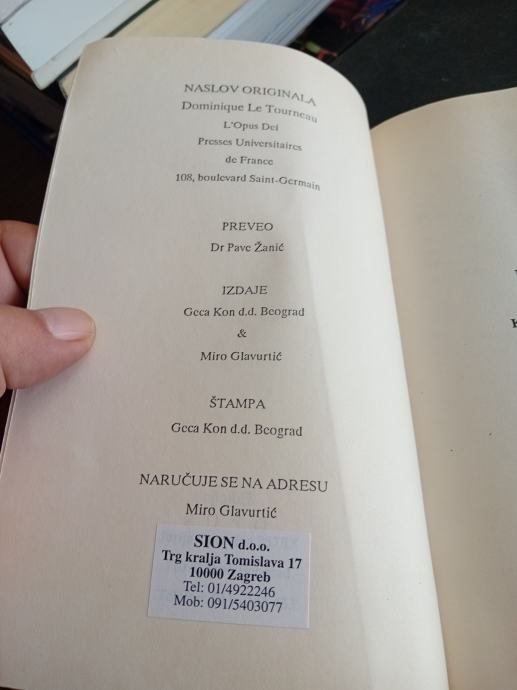 NASLOV ORIGINALA
Dominique Le Tourneau
L'Opus Dei
Presses Universitaires
de France
108, boulevard Saint-Germain
PREVEO
Dr Pave Žanić
IZDAJE
Geca Kon d.d. Beograd
&
Miro Glavurtić
ŠTAMPA
Geca Kon d.d. Beograd
NARUČUJE SE NA ADRESU
Miro Glavurtić
SION d.o.o.
Trg kralja Tomislava 17
10000 Zagreb
Tel: 01/4922246
Mob: 091/5403077